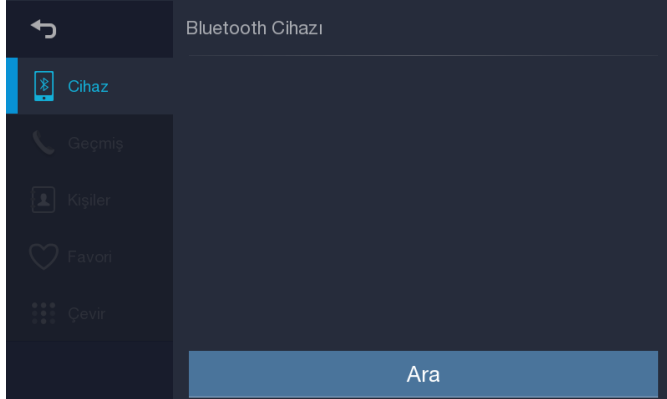 Bluetooth Cihazı
Cihaz
Geçmiş
Kişiler
Favori
Çevir
Ara